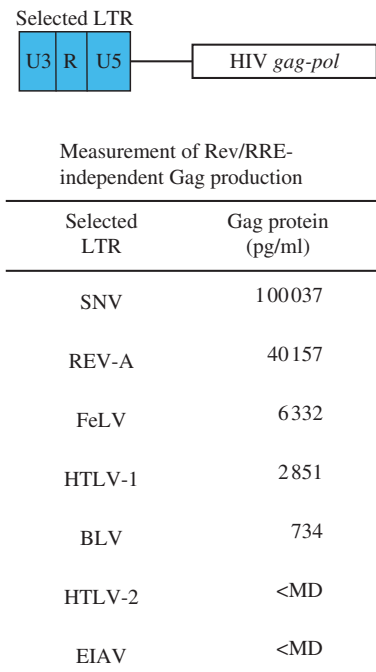 Selected LTR
U3 R U5 HIV gag-pol
Measurement of Rev/RRE-
independent Gag production
Selected Gag protein
LTR (pg/ml)
SNV 100037
REV-A 40157
FeLV 6332
HTLV-1 2851
BLV 734
HTLV-2 <MD
EIAV <MD